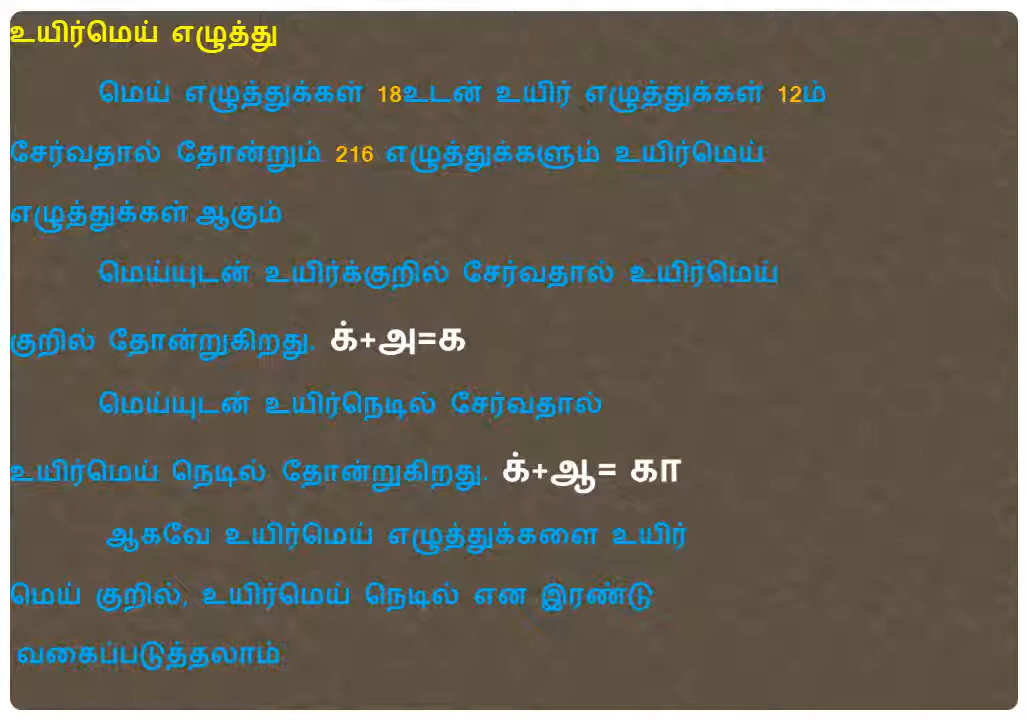 உயிர்மெய் எழுத்து
மெய் எழுத்துக்கள் 18உடன் உயிர் எழுத்துக்கள் 12ம்
சேர்வதால் தோன்றும் 216 எழுத்துக்களும் உயிர்மெய்
எழுத்துக்கள் ஆகும்
மெய்யுடன் உயிர்க்குறில் சேர்வதால் உயிர்மெய்
குறில் தோன்றுகிறது. க்+அ=க
மெய்யுடன் உயிர்நெடில் சேர்வதால்
உயிர்மெய் நெடில் தோன்றுகிறது. க்+ஆ= கா
ஆகவே உயிர்மெய் எழுத்துக்களை உயிர்
மெய் குறில், உயிர்மெய் நெடில் என இரண்டு
வகைப்படுத்தலாம்